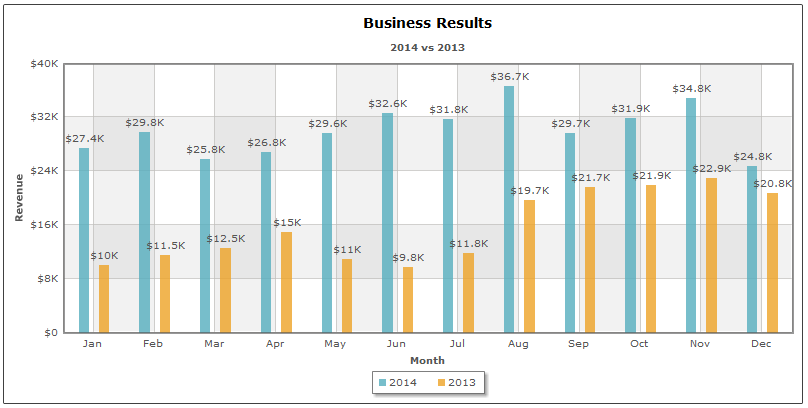 Business Results
2014 vs 2013
$40K
$32K
$24K
$16K
$8K
$0
Revenue
$27.4K
$10K
$29.8K
$11.5K
$25.8K
$12.5K
$26.8K
$15K
$29.6K
$11K
$32.6K
$9.8K
$31.8K
$11.8K
$36.7K
$19.7K
$29.7K
$21.7K
$31.9K
$21.9K
$34.8K
$22.9K
$24.8K
$20.8K
Jan Feb Mar Apr May Jun Jul Aug Sep Oct Nov Dec
Month
2014 2013